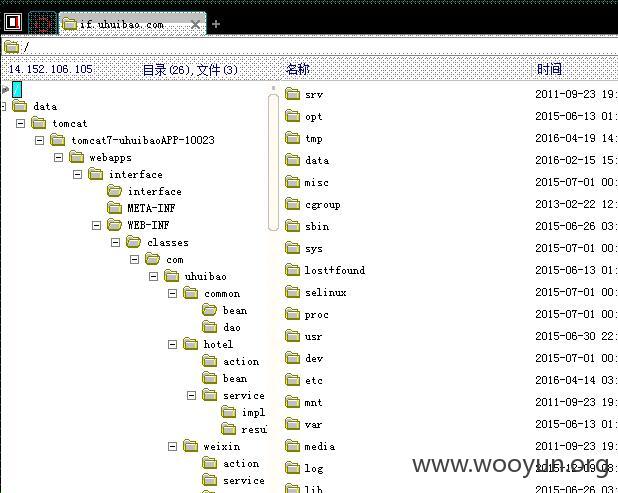 if.uhuibao.com
/
14.152.106.105 目录(26),文件(3) 名称 时间
/
data
tomcat
tomcat7-uhuibaoAPP-10023
webapps
interface
interface
META-INF
WEB-INF
classes
com
uhuibao
common
bean
dao
hotel
action
bean
service
impl
resu
weixin
action
service
srv 2011-09-23 19:
opt 2015-06-13 01:
tmp 2016-04-19 14:
data 2016-02-15 15:
misc 2015-07-01 00:
cgroup 2013-02-22 12:
sbin 2015-06-26 03:
sys 2015-07-01 00:
lost+found 2015-06-13 01:
selinux 2015-07-01 00:
proc 2015-07-01 00:
usr 2015-06-30 22:
dev 2015-07-01 00:
etc 2016-04-14 03:
mnt 2011-09-23 19:
var 2015-06-13 01:
media 2011-09-23 19:
log 2015-12-09 08:
lib 2015-06-26 03:
www.wooyun.org